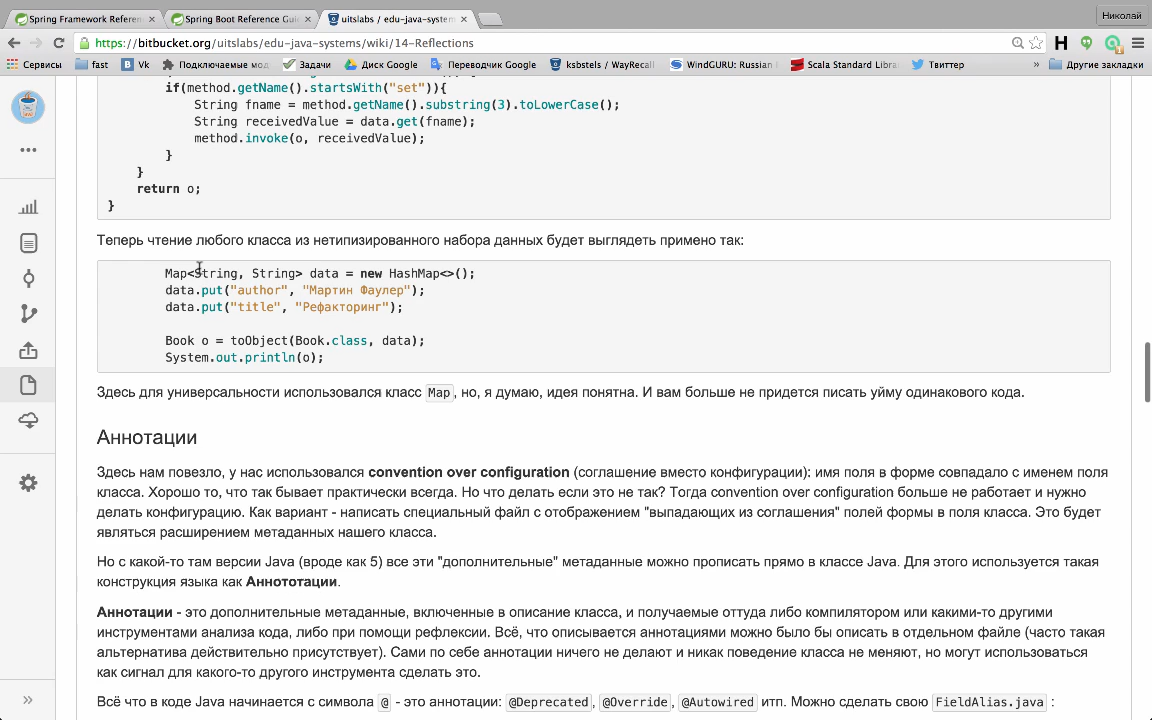 Spring Framework Referen
Spring Boot Reference Gui
uitslabs / edu-java-system
Николай
https://bitbucket.org/uitslabs/edu-java-systems/wiki/14-Reflections
Сервисы
fast
Vk
Подключаемые мод
Задачи
Диск Google
Переводчик Google
ksbstels / WayRecall
WindGURU: Russian
Scala Standard Libra
Твиттер
»
Другие закладки
if(method.getName().startsWith("set")){
String fname = method.getName().substring(3).toLowerCase();
String receivedValue = data.get(fname);
method.invoke(o, receivedValue);
}
}
return o;
}
Теперь чтение любого класса из нетипизированного набора данных будет выглядеть примено так:
Map<String, String> data = new HashMap<>();
data.put("author", "Мартин Фаулер");
data.put("title", "Рефакторинг");
Book o = toObject(Book.class, data);
System.out.println(o);
Здесь для универсальности использовался класс Map, но, я думаю, идея понятна. И вам больше не придется писать уйму одинакового кода.
Аннотации
Здесь нам повезло, у нас использовался convention over configuration (соглашение вместо конфигурации): имя поля в форме совпадало с именем поля
класса. Хорошо то, что так бывает практически всегда. Но что делать если это не так? Тогда convention over configuration больше не работает и нужно
делать конфигурацию. Как вариант - написать специальный файл с отображением "выпадающих из соглашения" полей формы в поля класса. Это будет
являться расширением метаданных нашего класса.
Но с какой-то там версии Java (вроде как 5) все эти "дополнительные" метаданные можно прописать прямо в классе Java. Для этого используется такая
конструкция языка как Аннототации.
Аннотации - это дополнительные метаданные, включенные в описание класса, и получаемые оттуда либо компилятором или какими-то другими
инструментами анализа кода, либо при помощи рефлексии. Всё, что описывается аннотациями можно было бы описать в отдельном файле (часто такая
альтернатива действительно присутствует). Сами по себе аннотации ничего не делают и никак поведение класса не меняют, но могут использоваться
как сигнал для какого-то другого инструмента сделать это.
Всё что в коде Java начинается с символа @ - это аннотации: @Deprecated, @Override, @Autowired итп. Можно сделать свою FieldAlias.java :